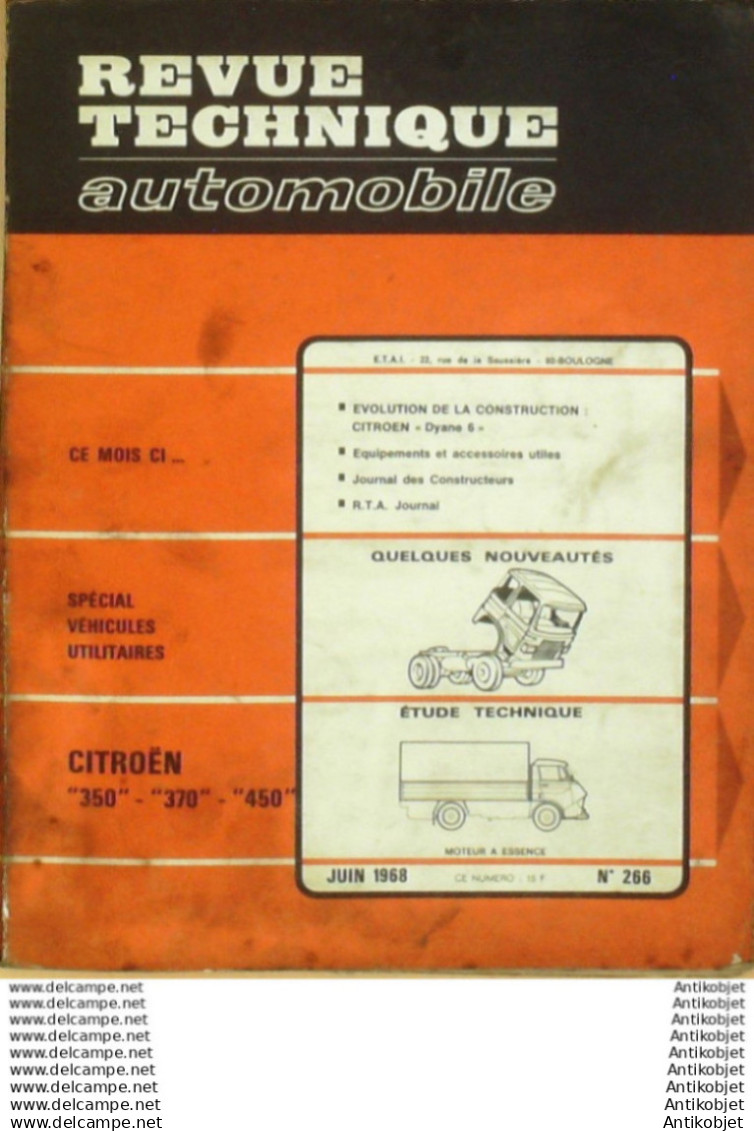 REVUE
TECHNIQUE
automobile
E.T.A.I. - 22, rue de la Saussière - 92-BOULOGNE
CE MOIS CI ...
■ EVOLUTION DE LA CONSTRUCTION :
CITROEN « Dyane 6 »
■ Equipements et accessoires utiles
■ Journal des Constructeurs
■ R.T.A. Journal
SPÉCIAL
VÉHICULES
UTILITAIRES
QUELQUES NOUVEAUTÉS
CITROËN
"350" - "370" - "450"
ÉTUDE TECHNIQUE
MOTEUR A ESSENCE
JUIN 1968 CE NUMERO : 15 F N° 266
www.delcampe.net Antikobjet
www.delcampe.net Antikobjet
www.delcampe.net Antikobjet
www.delcampe.net Antikobjet
www.delcampe.net Antikobjet
www.delcampe.net Antikobjet
www.delcampe.net Antikobjet
www.delcampe.net Antikobjet
www.delcampe.net Antikobjet